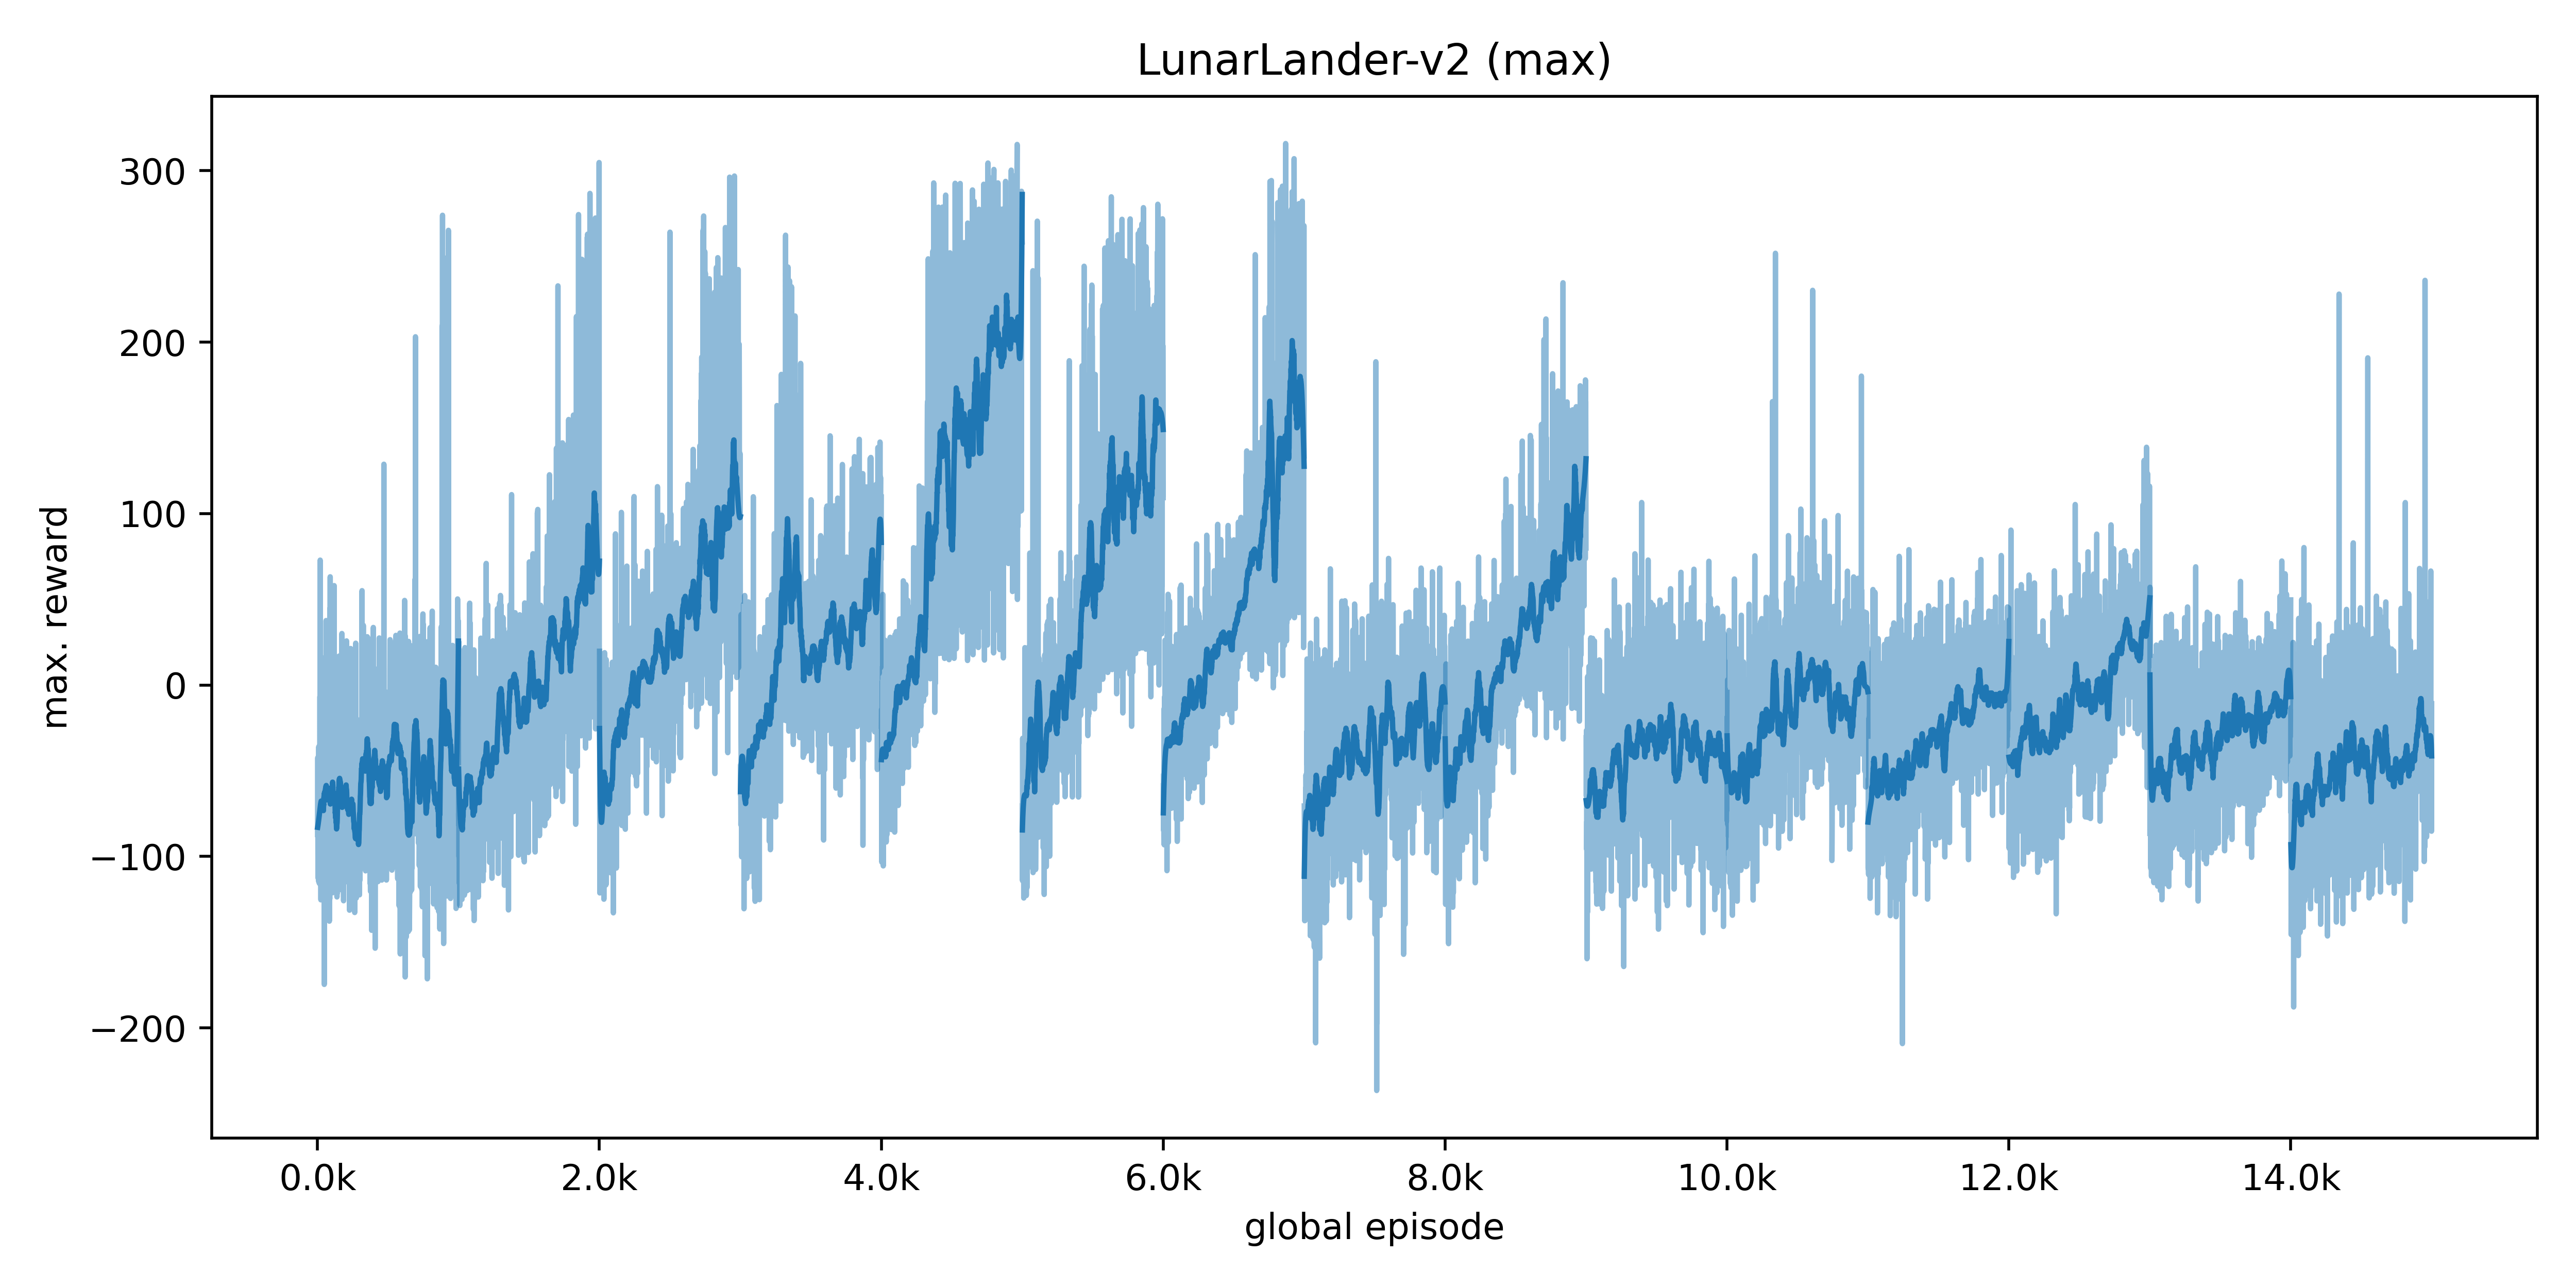 LunarLander-v2 (max)
300
200
100
0
−100
−200
max. reward
0.0k 2.0k 4.0k 6.0k 8.0k 10.0k 12.0k 14.0k
global episode